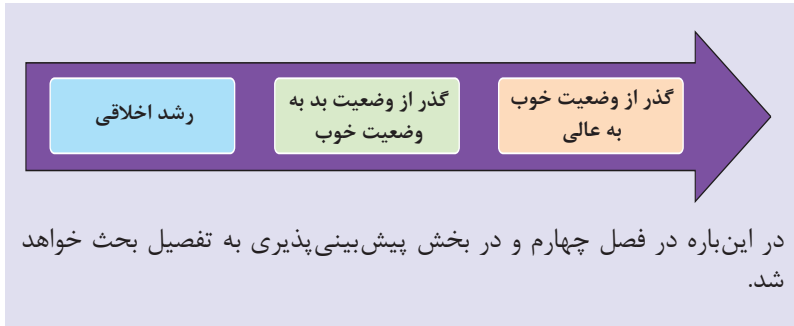 گذر از وضعیت خوب
به عالی
گذر از وضعیت بد به
وضعیت خوب
رشد اخلاقی
در این‌باره در فصل چهارم و در بخش پیش‌بینی‌پذیری به تفصیل بحث خواهد
شد.